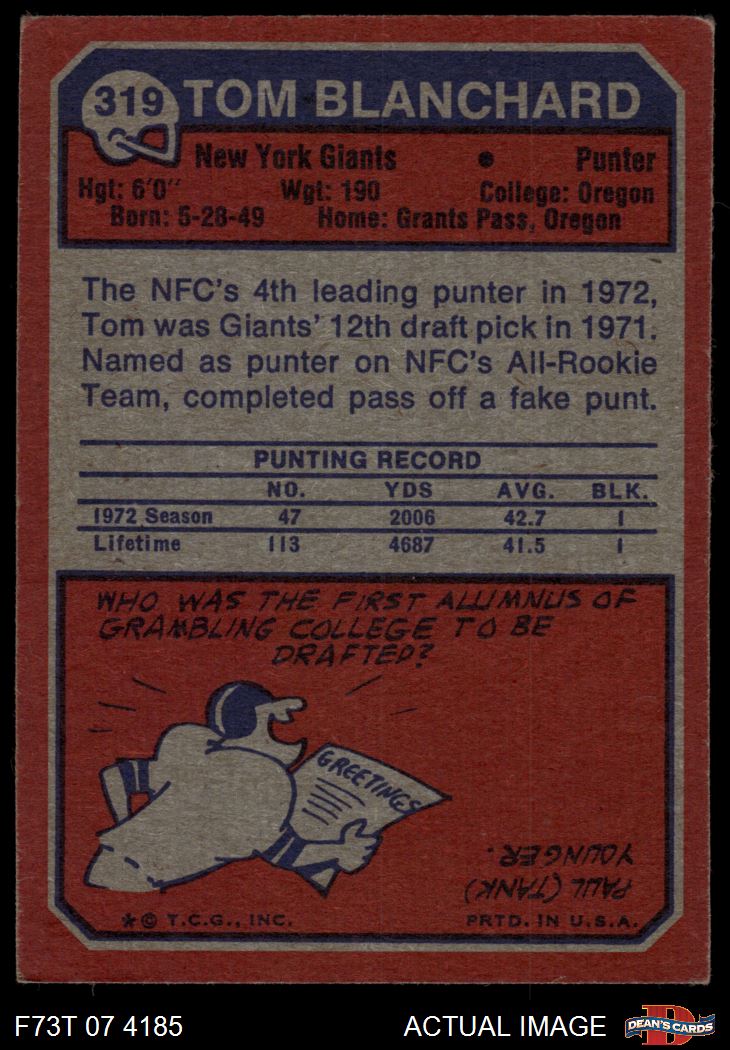 319 TOM BLANCHARD
New York Giants • Punter
Hgt: 6'0" Wgt: 190 College: Oregon
Born: 5-28-49 Home: Grants Pass, Oregon
The NFC's 4th leading punter in 1972,
Tom was Giants' 12th draft pick in 1971.
Named as punter on NFC's All-Rookie
Team, completed pass off a fake punt.
PUNTING RECORD
NO. YDS AVG. BLK.
1972 Season 47 2006 42.7 1
Lifetime 113 4687 41.5 1
WHO WAS THE FIRST ALUMNUS OF
GRAMBLING COLLEGE TO BE
DRAFTED?
GREETINGS
PAUL (TANK)
YOUNGER.
*© T.C.G., INC. PRTD. IN U.S.A.
F73T 07 4185 ACTUAL IMAGE D DEAN'S CARDS